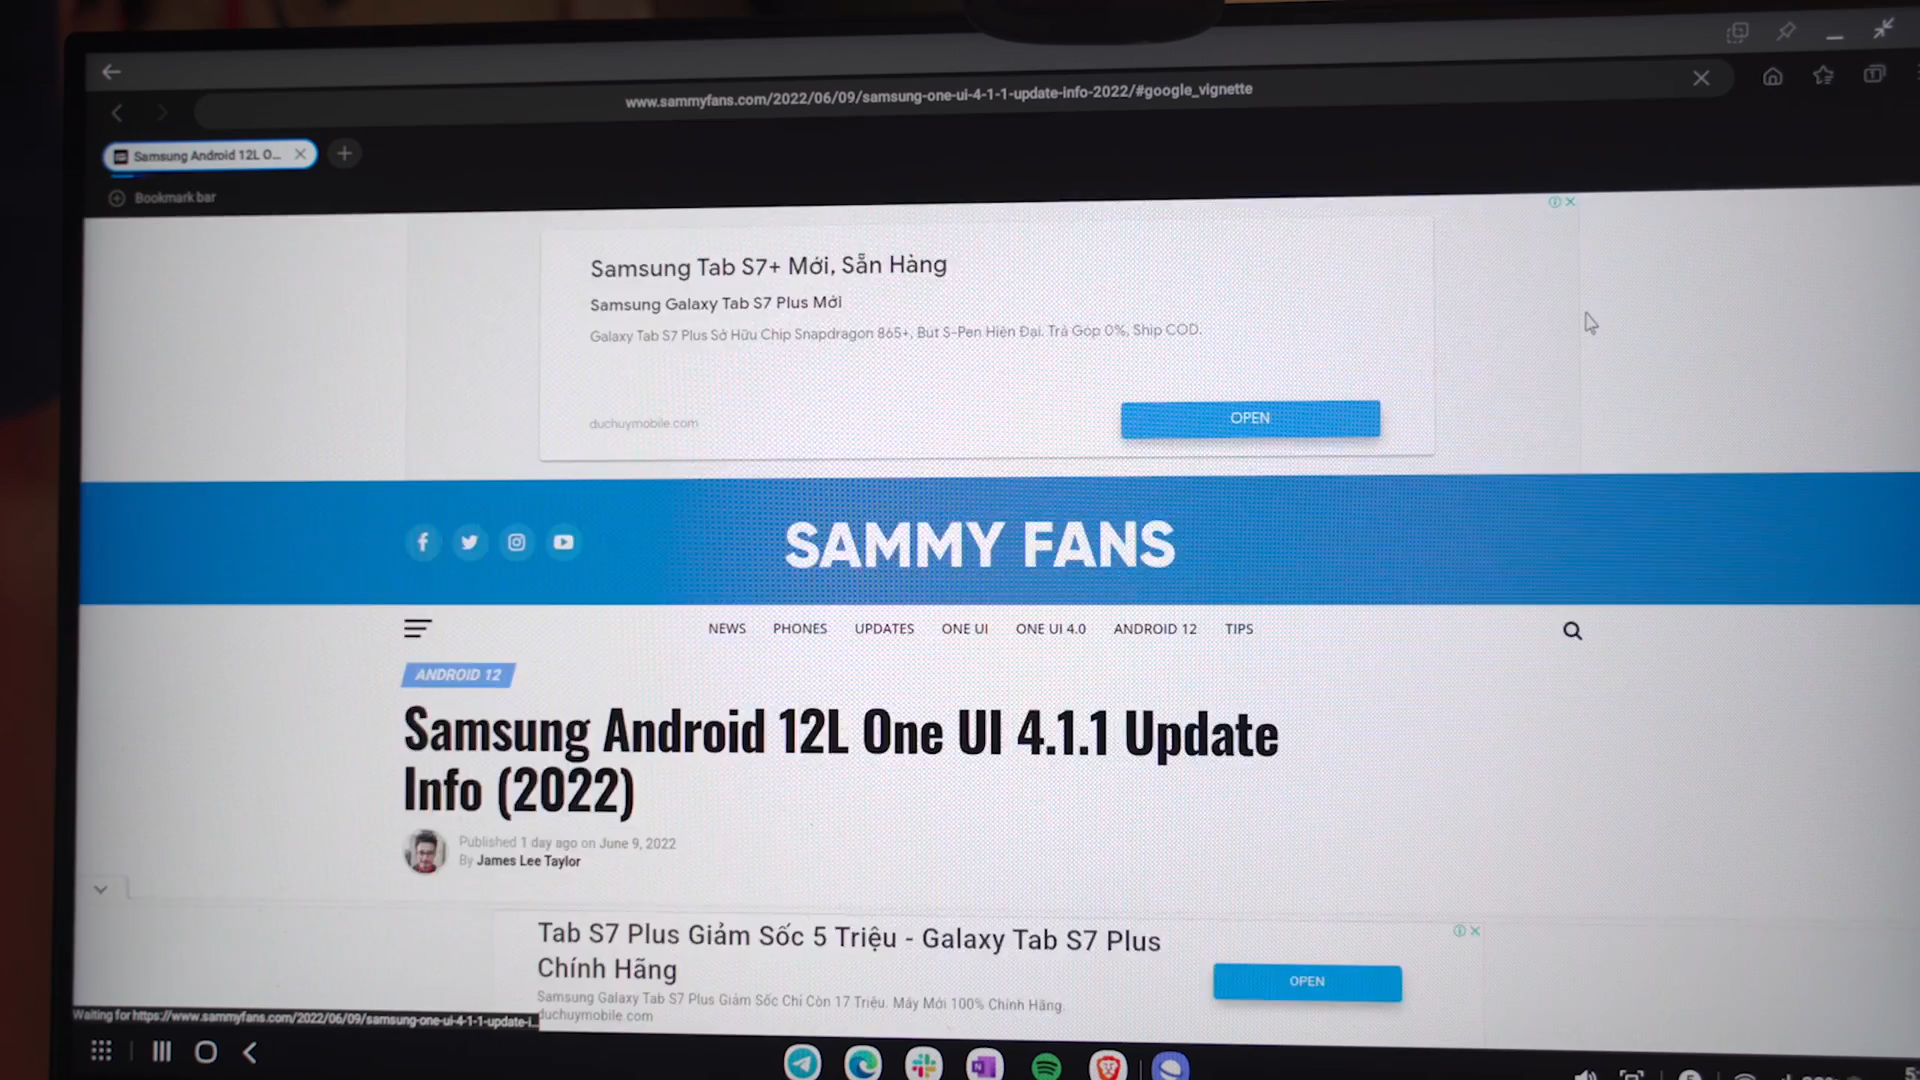 www.sammyfans.com/2022/06/09/samsung-one-ui-4-1-1-update-info-2022/#google_vignette
Samsung Android 12L O...
Bookmark bar
Samsung Tab S7+ Mới, Sẵn Hàng
Samsung Galaxy Tab S7 Plus Mới
Galaxy Tab S7 Plus Sở Hữu Chip Snapdragon 865+, Bút S-Pen Hiện Đại. Trả Góp 0%, Ship COD.
duchuymobile.com
OPEN
SAMMY FANS
NEWS PHONES UPDATES ONE UI ONE UI 4.0 ANDROID 12 TIPS
ANDROID 12
Samsung Android 12L One UI 4.1.1 Update
Info (2022)
Published 1 day ago on June 9, 2022
By James Lee Taylor
Tab S7 Plus Giảm Sốc 5 Triệu - Galaxy Tab S7 Plus
Chính Hãng
OPEN
Samsung Galaxy Tab S7 Plus Giảm Sốc Chỉ Còn 17 Triệu. Máy Mới 100% Chính Hãng.
duchuymobile.com
Waiting for https://www.sammyfans.com/2022/06/09/samsung-one-ui-4-1-1-update-i...